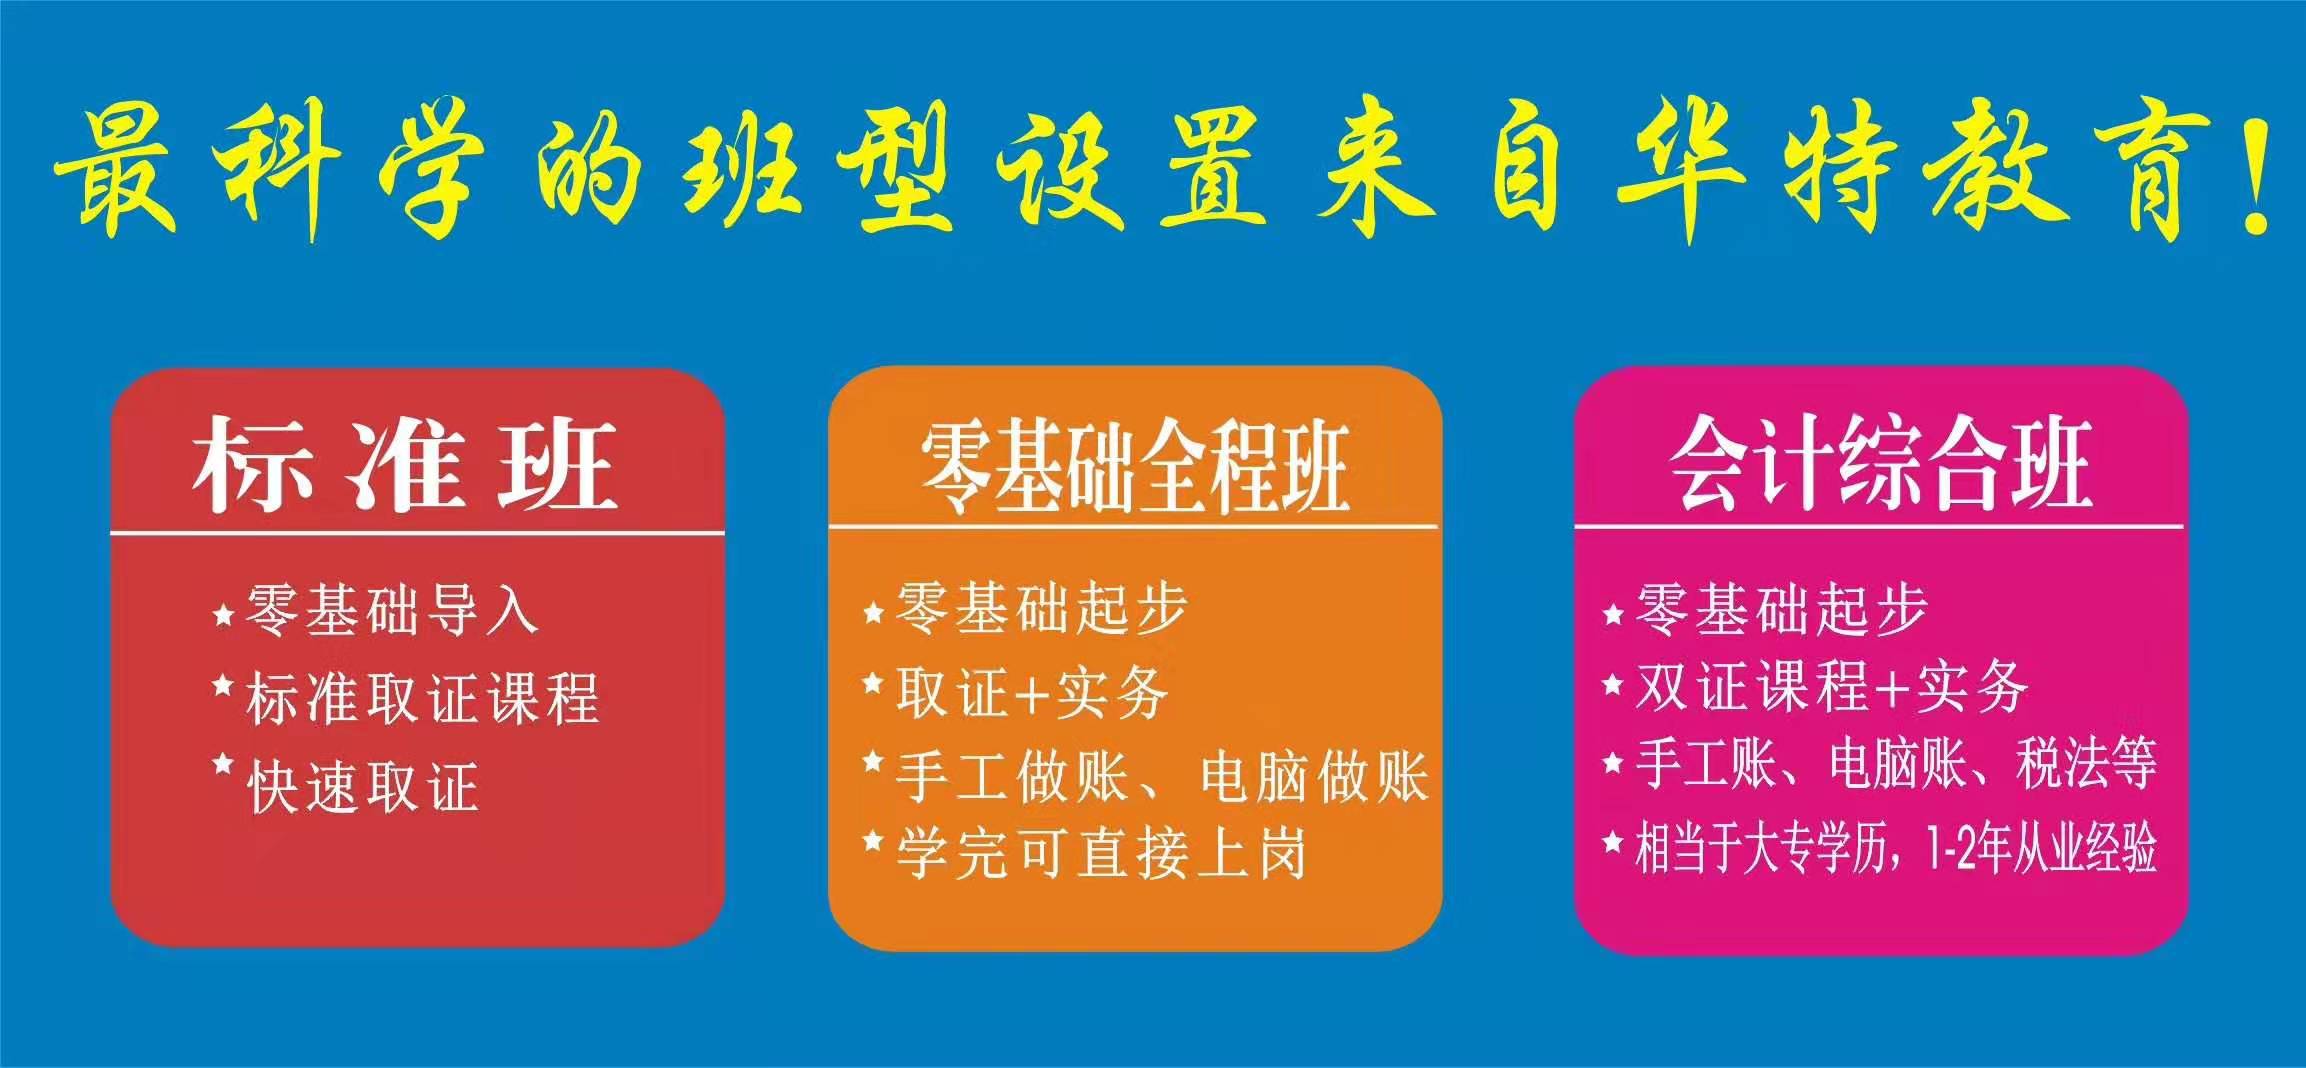 最科学的班型设置来自华特教育！
标准班
★零基础导入
★标准取证课程
★快速取证
零基础全程班
★零基础起步
★取证+实务
★手工做账、电脑做账
★学完可直接上岗
会计综合班
★零基础起步
★双证课程+实务
★手工账、电脑账、税法等
★相当于大专学历，1-2年从业经验